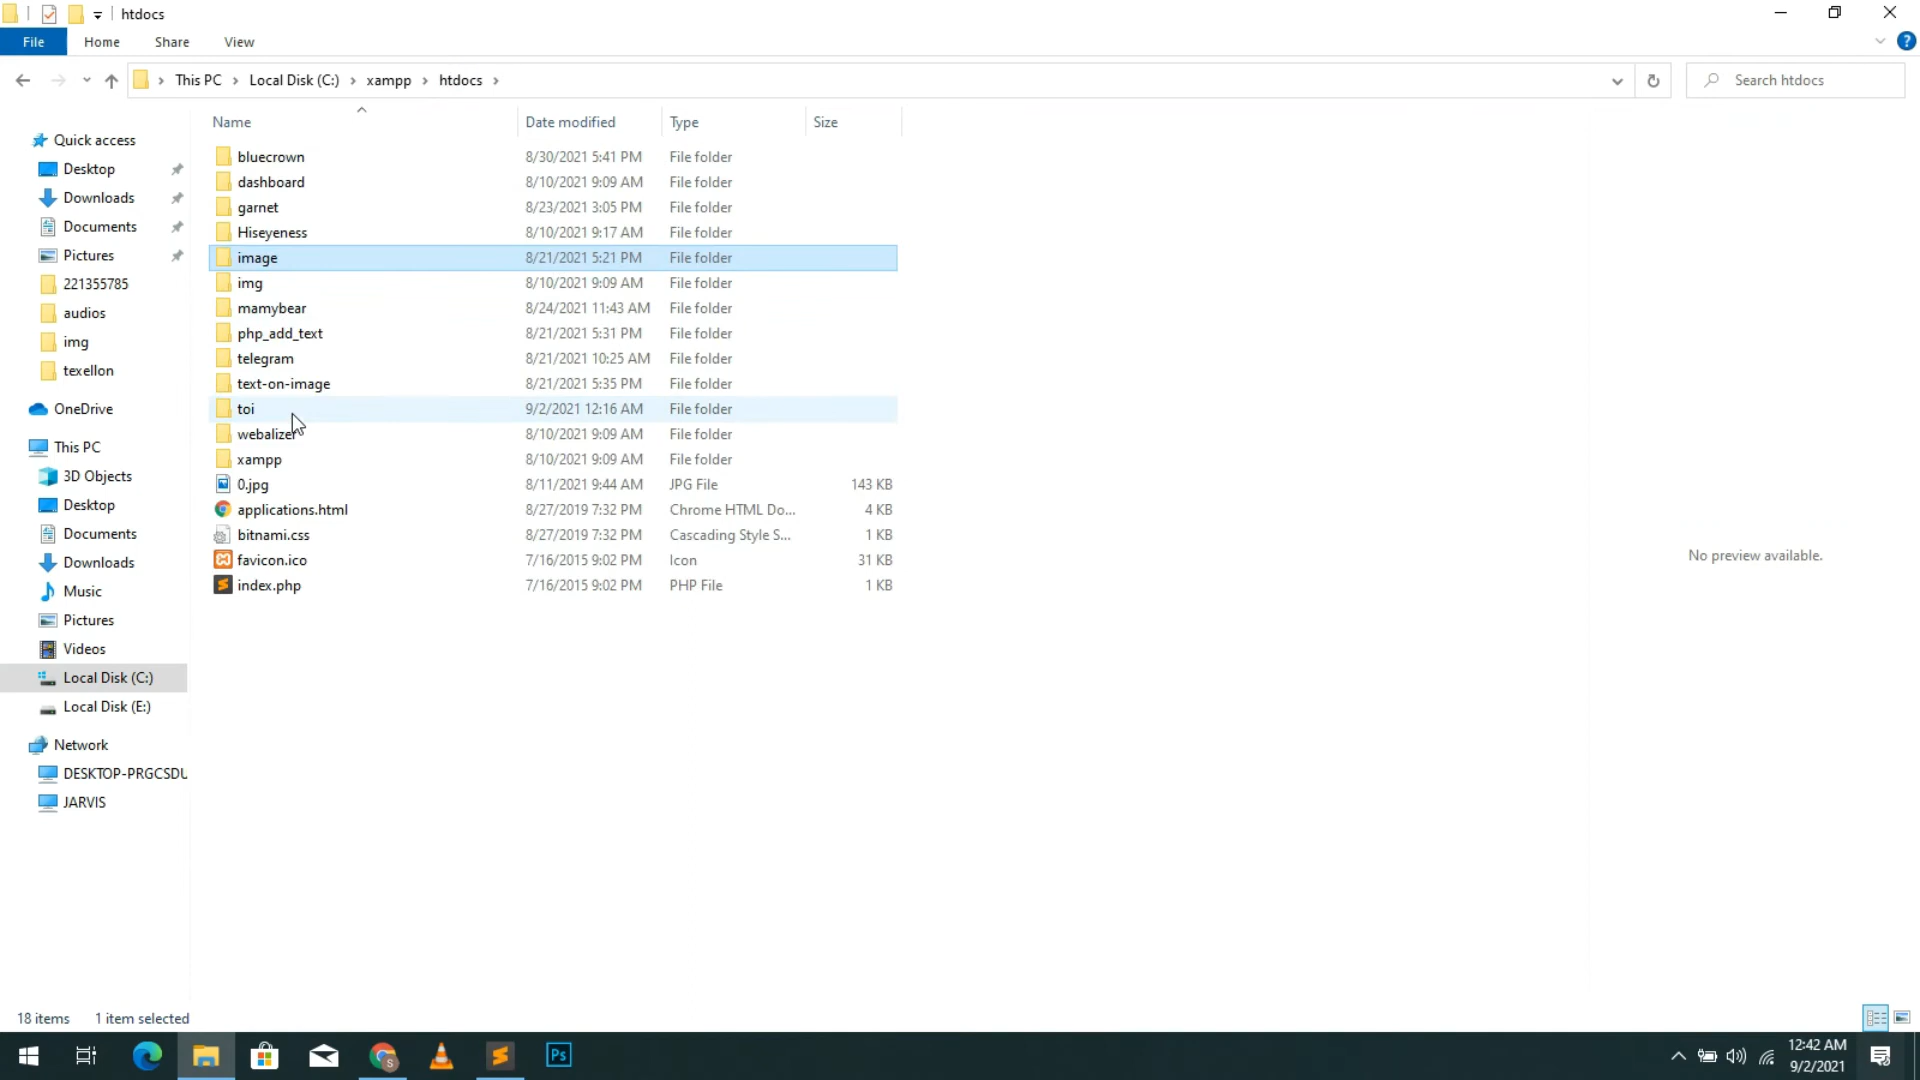 htdocs
File Home Share View
This PC Local Disk (C:) xampp htdocs Search htdocs
Name Date modified Type Size
Quick access
Desktop
Downloads
Documents
Pictures
221355785
audios
img
texellon
OneDrive
This PC
3D Objects
Desktop
Documents
Downloads
Music
Pictures
Videos
Local Disk (C:)
Local Disk (E:)
Network
DESKTOP-PRGCSDU
JARVIS
bluecrown 8/30/2021 5:41 PM File folder
dashboard 8/10/2021 9:09 AM File folder
garnet 8/23/2021 3:05 PM File folder
Hiseyeness 8/10/2021 9:17 AM File folder
image 8/21/2021 5:21 PM File folder
img 8/10/2021 9:09 AM File folder
mamybear 8/24/2021 11:43 AM File folder
php_add_text 8/21/2021 5:31 PM File folder
telegram 8/21/2021 10:25 AM File folder
text-on-image 8/21/2021 5:35 PM File folder
toi 9/2/2021 12:16 AM File folder
webalizer 8/10/2021 9:09 AM File folder
xampp 8/10/2021 9:09 AM File folder
0.jpg 8/11/2021 9:44 AM JPG File 143 KB
applications.html 8/27/2019 7:32 PM Chrome HTML Do... 4 KB
bitnami.css 8/27/2019 7:32 PM Cascading Style S... 1 KB
favicon.ico 7/16/2015 9:02 PM Icon 31 KB
index.php 7/16/2015 9:02 PM PHP File 1 KB
No preview available.
18 items 1 item selected
Ps
12:42 AM
9/2/2021